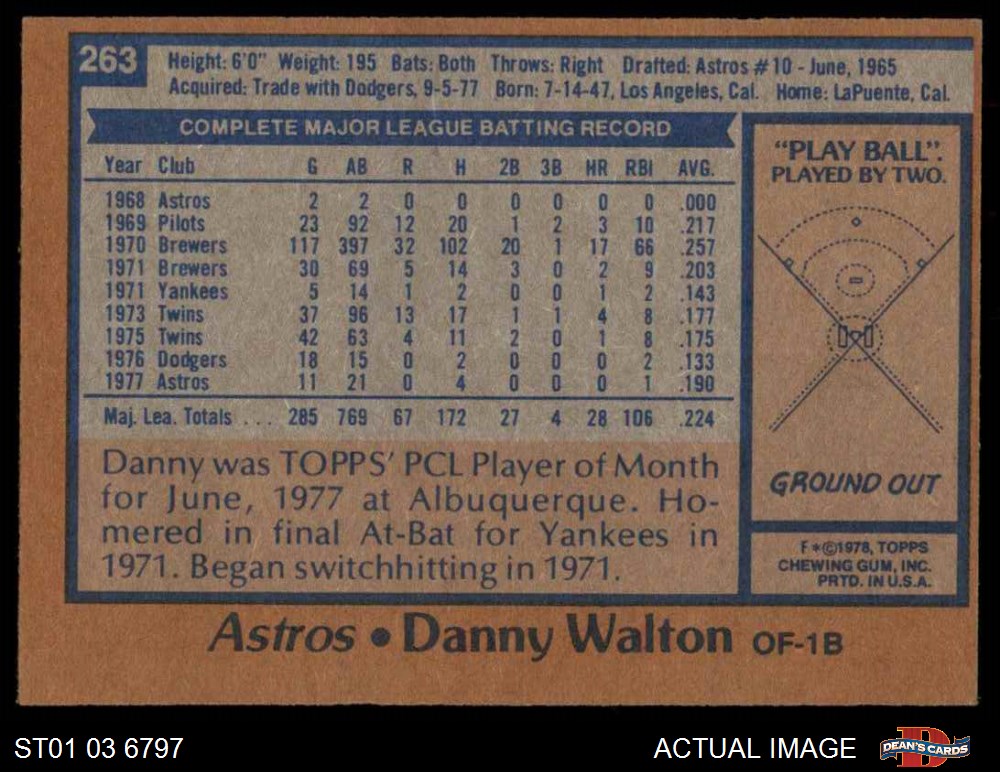 263
Height: 6'0" Weight: 195 Bats: Both Throws: Right Drafted: Astros #10 - June, 1965
Acquired: Trade with Dodgers, 9-5-77 Born: 7-14-47, Los Angeles, Cal. Home: LaPuente, Cal.
COMPLETE MAJOR LEAGUE BATTING RECORD
Year Club G AB R H 2B 3B HR RBI AVG.
1968 Astros 2 2 0 0 0 0 0 0 .000
1969 Pilots 23 92 12 20 1 2 3 10 .217
1970 Brewers 117 397 32 102 20 1 17 66 .257
1971 Brewers 30 69 5 14 3 0 2 9 .203
1971 Yankees 5 14 1 2 0 0 1 2 .143
1973 Twins 37 96 13 17 1 1 4 8 .177
1975 Twins 42 63 4 11 2 0 1 8 .175
1976 Dodgers 18 15 0 2 0 0 0 2 .133
1977 Astros 11 21 0 4 0 0 0 1 .190
Maj. Lea. Totals ... 285 769 67 172 27 4 28 106 .224
Danny was TOPPS' PCL Player of Month
for June, 1977 at Albuquerque. Ho-
mered in final At-Bat for Yankees in
1971. Began switchhitting in 1971.
"PLAY BALL".
PLAYED BY TWO.
GROUND OUT
F*©1978, TOPPS
CHEWING GUM, INC.
PRTD. IN U.S.A.
Astros • Danny Walton OF-1B
ST01 03 6797
ACTUAL IMAGE
D
DEAN'S CARDS